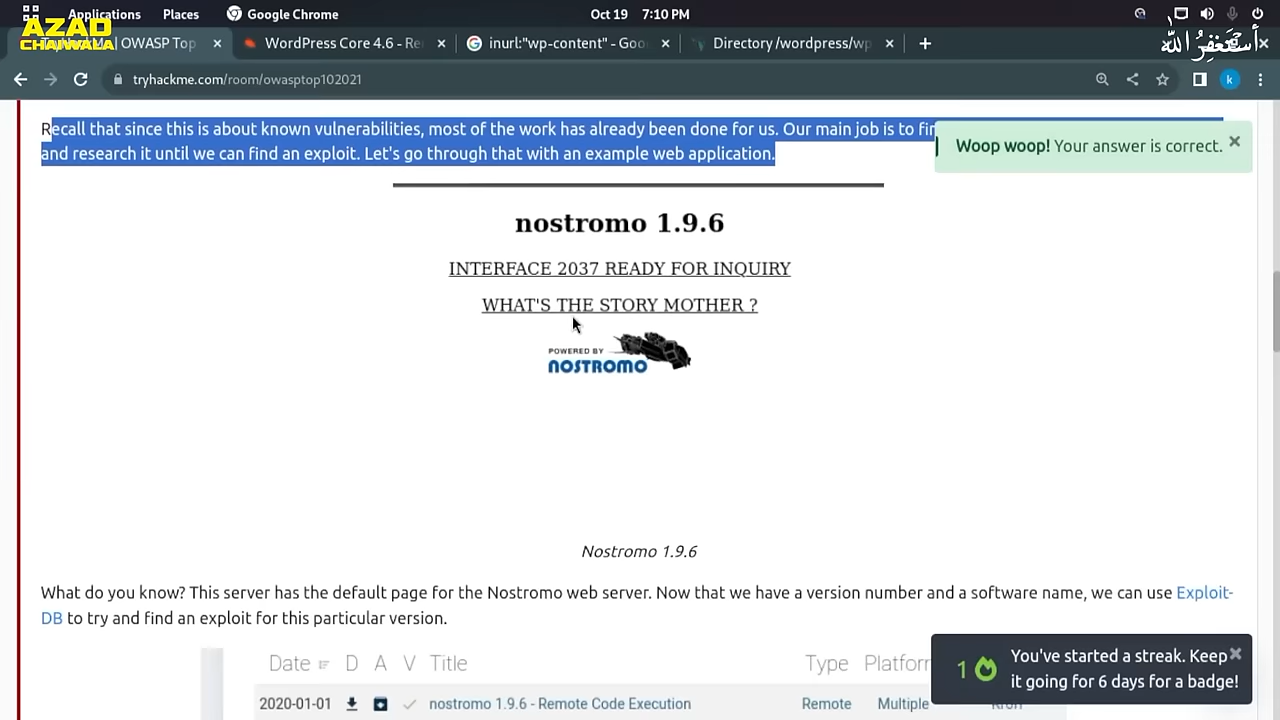 Applications Places Google Chrome Oct 19 7:10 PM
AZAD
CHAIWALA
أستغفر الله
OWASP Top
WordPress Core 4.6 - Re
inurl:"wp-content" - Goo
Directory /wordpress/wp
tryhackme.com/room/owasptop102021
k
Recall that since this is about known vulnerabilities, most of the work has already been done for us. Our main job is to fin
and research it until we can find an exploit. Let's go through that with an example web application.
Woop woop! Your answer is correct.
nostromo 1.9.6
INTERFACE 2037 READY FOR INQUIRY
WHAT'S THE STORY MOTHER ?
POWERED BY
NOSTROMO
Nostromo 1.9.6
What do you know? This server has the default page for the Nostromo web server. Now that we have a version number and a software name, we can use Exploit-
DB to try and find an exploit for this particular version.
Date D A V Title Type Platform
2020-01-01 nostromo 1.9.6 - Remote Code Execution Remote Multiple
1 You've started a streak. Keep
it going for 6 days for a badge!